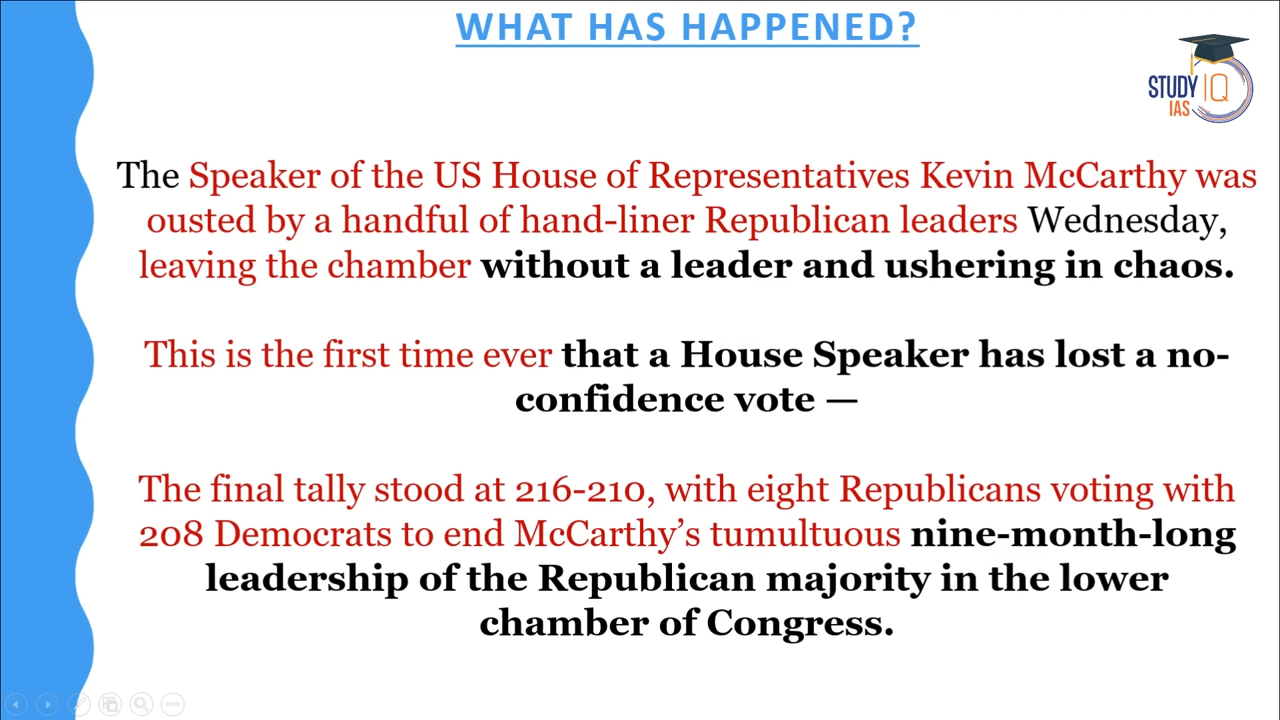 WHAT HAS HAPPENED?
STUDY IQ
IAS
The Speaker of the US House of Representatives Kevin McCarthy was
ousted by a handful of hand-liner Republican leaders Wednesday,
leaving the chamber without a leader and ushering in chaos.
This is the first time ever that a House Speaker has lost a no-
confidence vote —
The final tally stood at 216-210, with eight Republicans voting with
208 Democrats to end McCarthy’s tumultuous nine-month-long
leadership of the Republican majority in the lower
chamber of Congress.